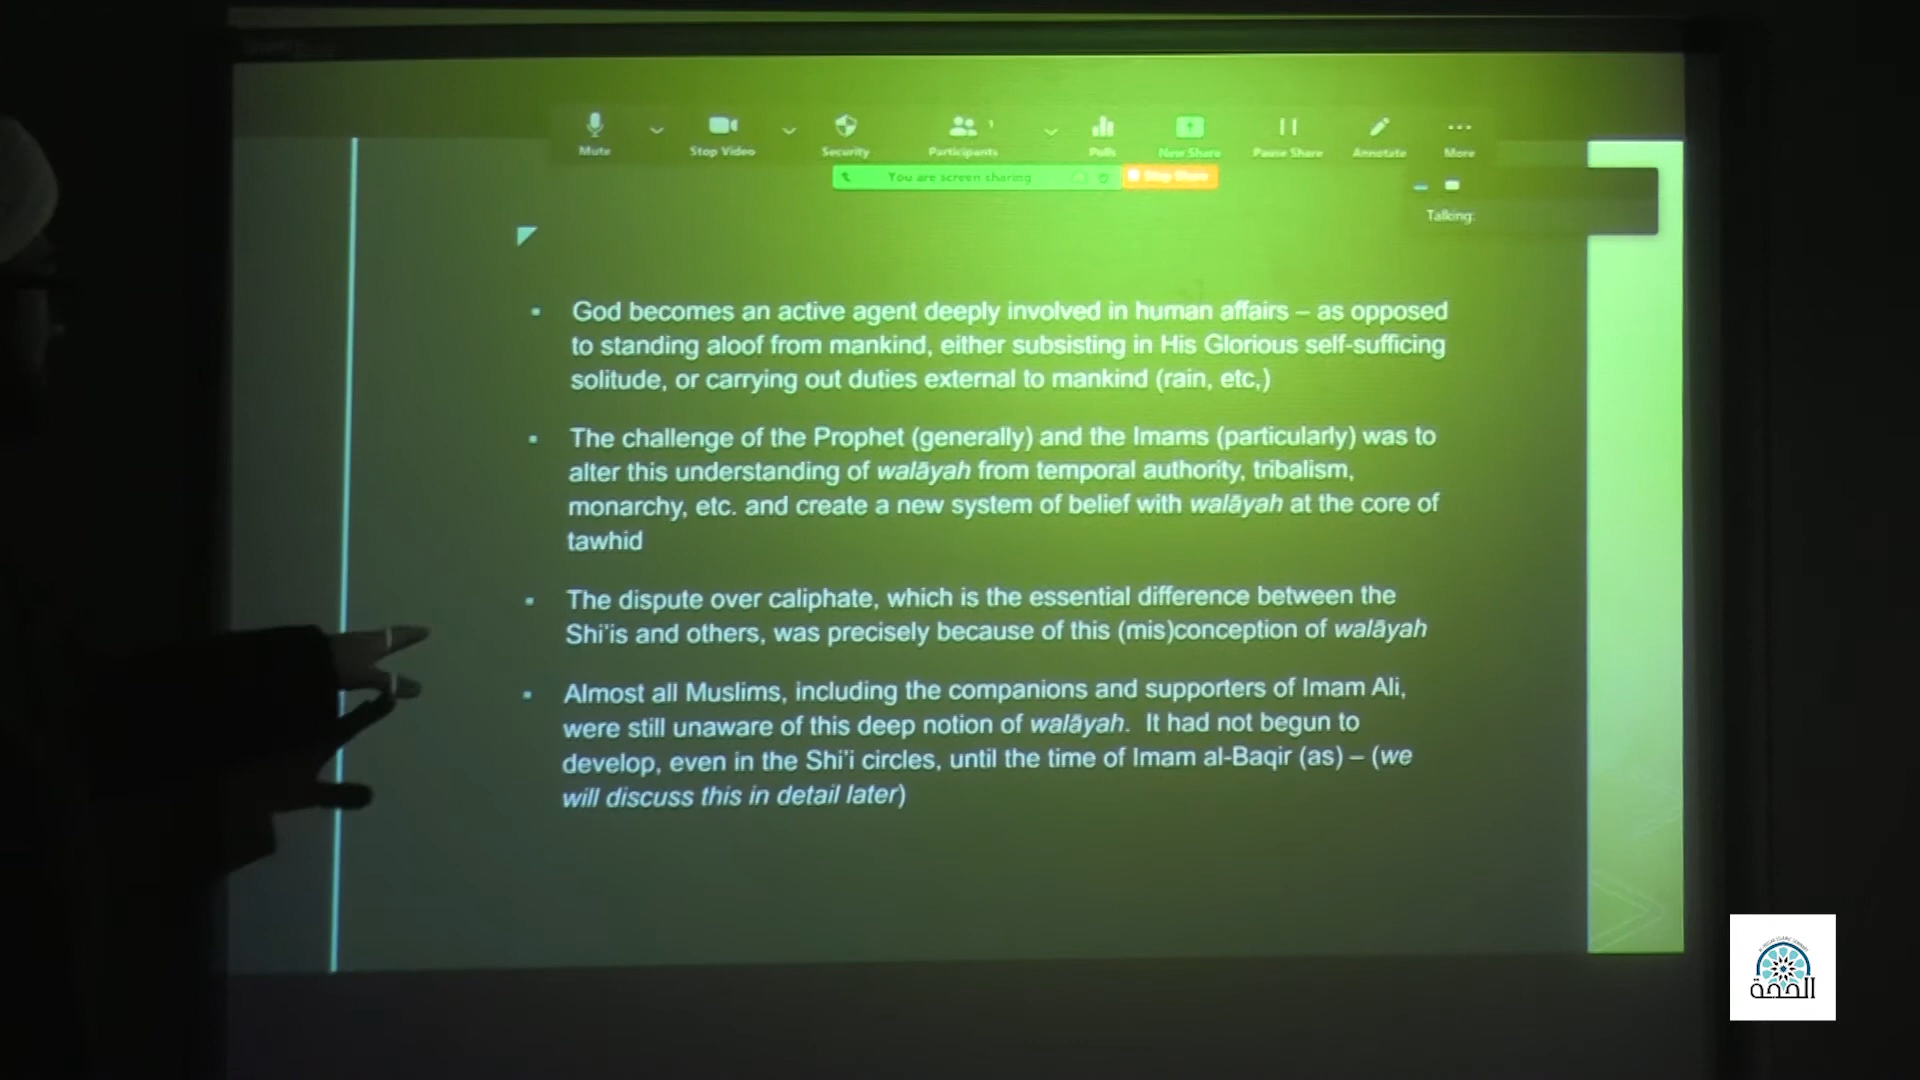 Mute
Stop Video
Security
Participants
1
Polls
New Share
Pause Share
Annotate
More
You are screen sharing
Stop Share
Talking:
God becomes an active agent deeply involved in human affairs – as opposed
to standing aloof from mankind, either subsisting in His Glorious self-sufficing
solitude, or carrying out duties external to mankind (rain, etc,)
The challenge of the Prophet (generally) and the Imams (particularly) was to
alter this understanding of walāyah from temporal authority, tribalism,
monarchy, etc. and create a new system of belief with walāyah at the core of
tawhid
The dispute over caliphate, which is the essential difference between the
Shi'is and others, was precisely because of this (mis)conception of walāyah
Almost all Muslims, including the companions and supporters of Imam Ali,
were still unaware of this deep notion of walāyah. It had not begun to
develop, even in the Shi'i circles, until the time of Imam al-Baqir (as) – (we
will discuss this in detail later)
الحجة